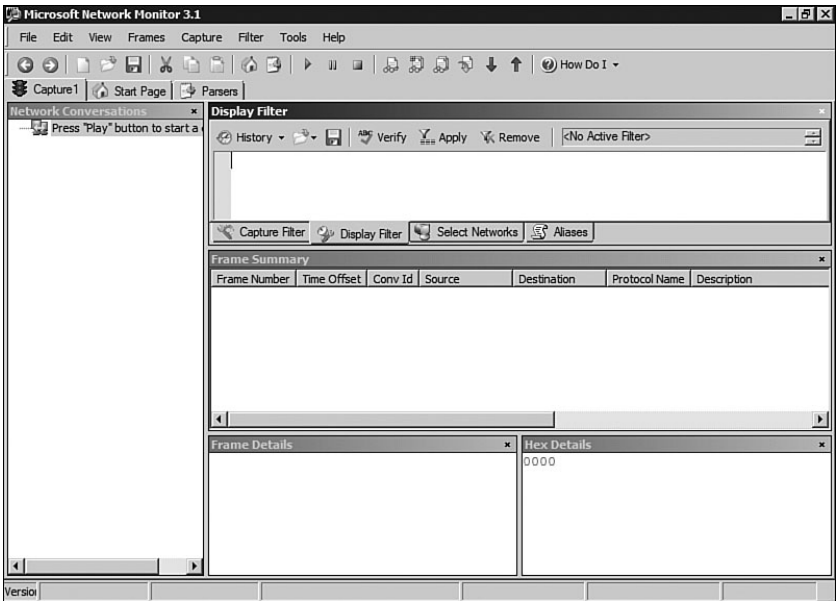 Microsoft Network Monitor 3.1
File Edit View Frames Capture Filter Tools Help
How Do I
Capture1 Start Page Parsers
Network Conversations
Press "Play" button to start a
Display Filter
History ABC Verify Apply Remove <No Active Filter>
Capture Filter Display Filter Select Networks Aliases
Frame Summary
Frame Number Time Offset Conv Id Source Destination Protocol Name Description
Frame Details
Hex Details
0000